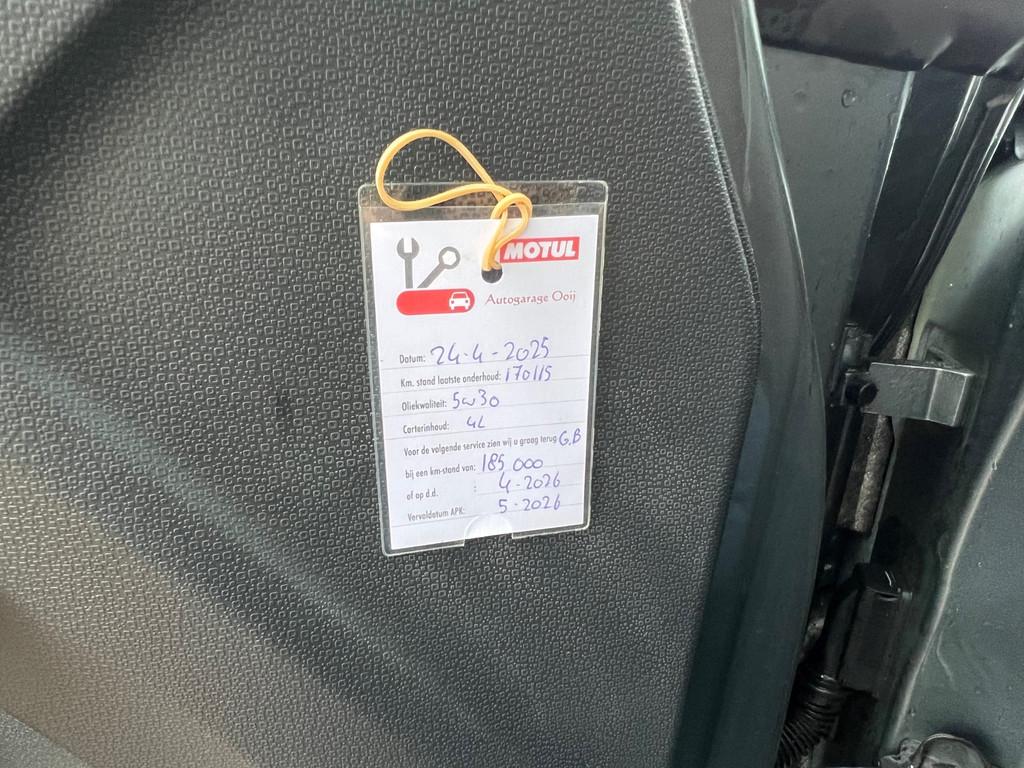 MOTUL
Autogarage Ooij
Datum: 24-4-2025
Km. stand laatste onderhoud: 170115
Oliekwaliteit: 5w30
Carterinhoud: 4L
Voor de volgende service zien wij u graag terug G.B
bij een km-stand van: 185 000
of op d.d. : 4-2026
Vervaldatum APK: 5-2026